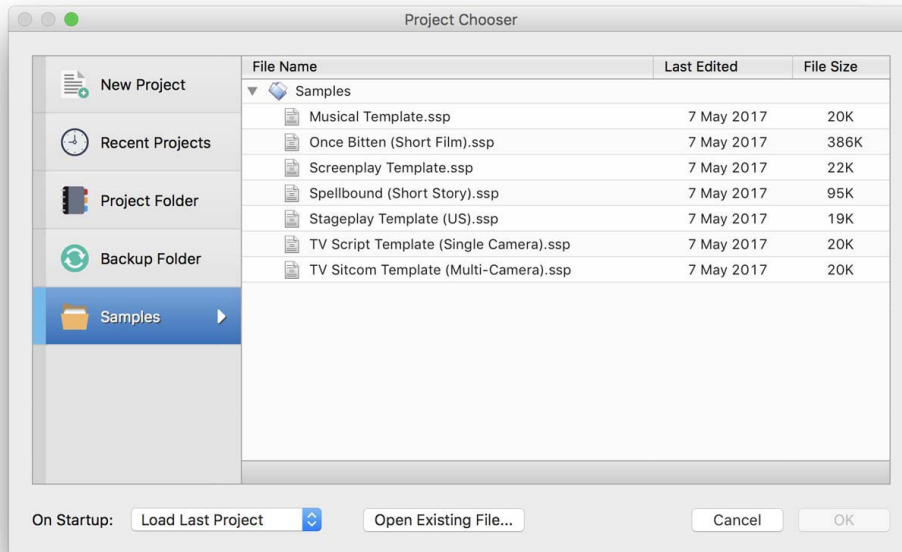 Project Chooser
New Project
Recent Projects
Project Folder
Backup Folder
Samples
File Name Last Edited File Size
Samples
Musical Template.ssp 7 May 2017 20K
Once Bitten (Short Film).ssp 7 May 2017 386K
Screenplay Template.ssp 7 May 2017 22K
Spellbound (Short Story).ssp 7 May 2017 95K
Stageplay Template (US).ssp 7 May 2017 19K
TV Script Template (Single Camera).ssp 7 May 2017 20K
TV Sitcom Template (Multi-Camera).ssp 7 May 2017 20K
On Startup: Load Last Project Open Existing File... Cancel OK